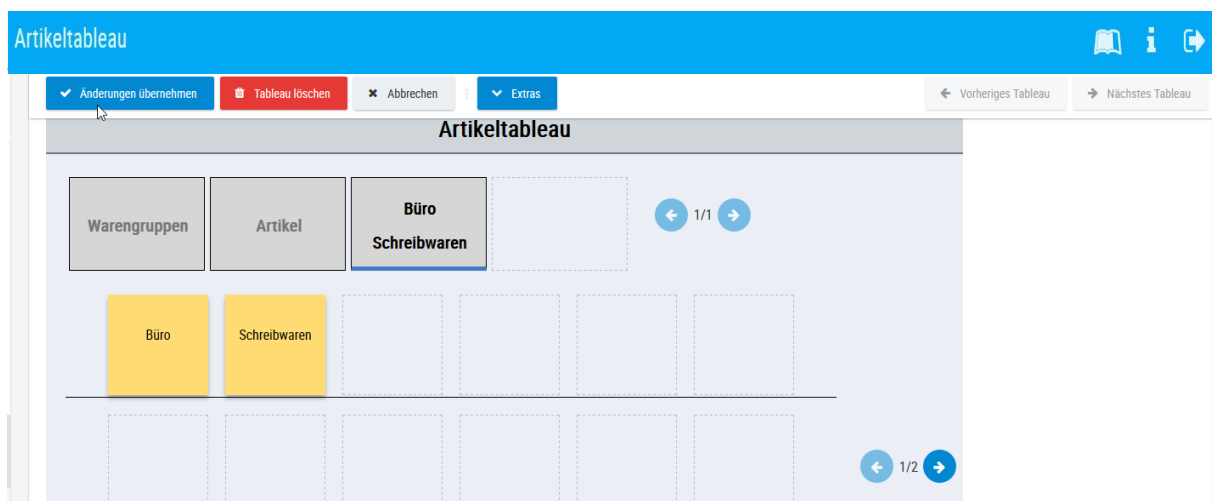 Artikeltableau
Änderungen übernehmen Tableau löschen Abbrechen Extras Vorheriges Tableau Nächstes Tableau
Artikeltableau
Warengruppen Artikel Büro
Schreibwaren 1/1
Büro Schreibwaren
1/2